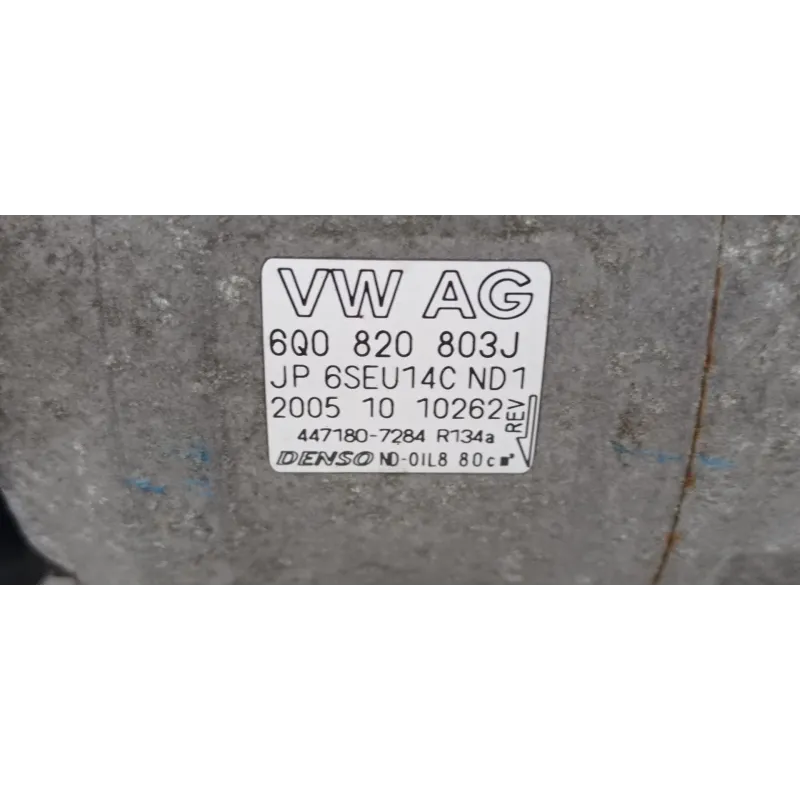 VW AG
6Q0 820 803J
JP 6SEU14C ND1
2005 10 10262
REV
447180-7284 R134a
DENSO ND-OIL8 80c㎥